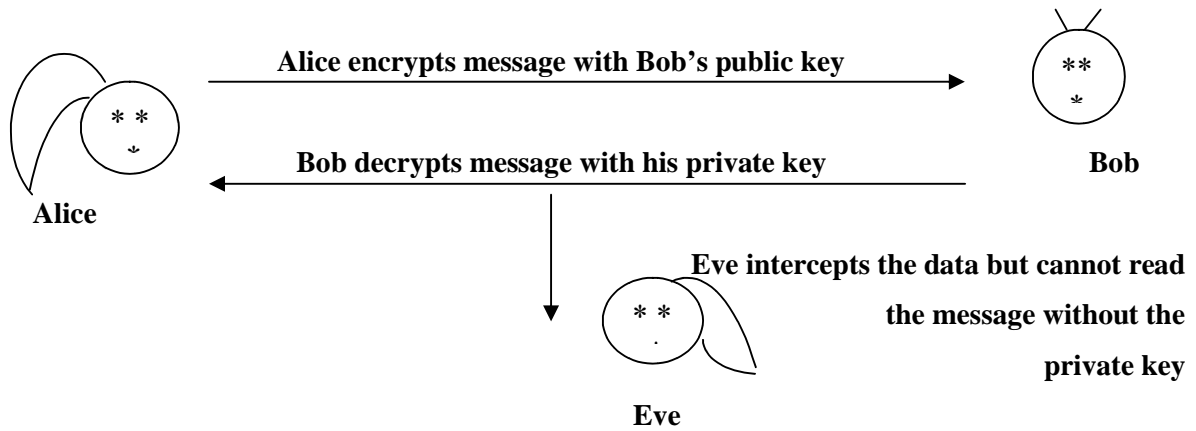 Alice encrypts message with Bob's public key
* *
**
Bob decrypts message with his private key
Bob
Alice
Eve intercepts the data but cannot read
* *
the message without the
private key
Eve